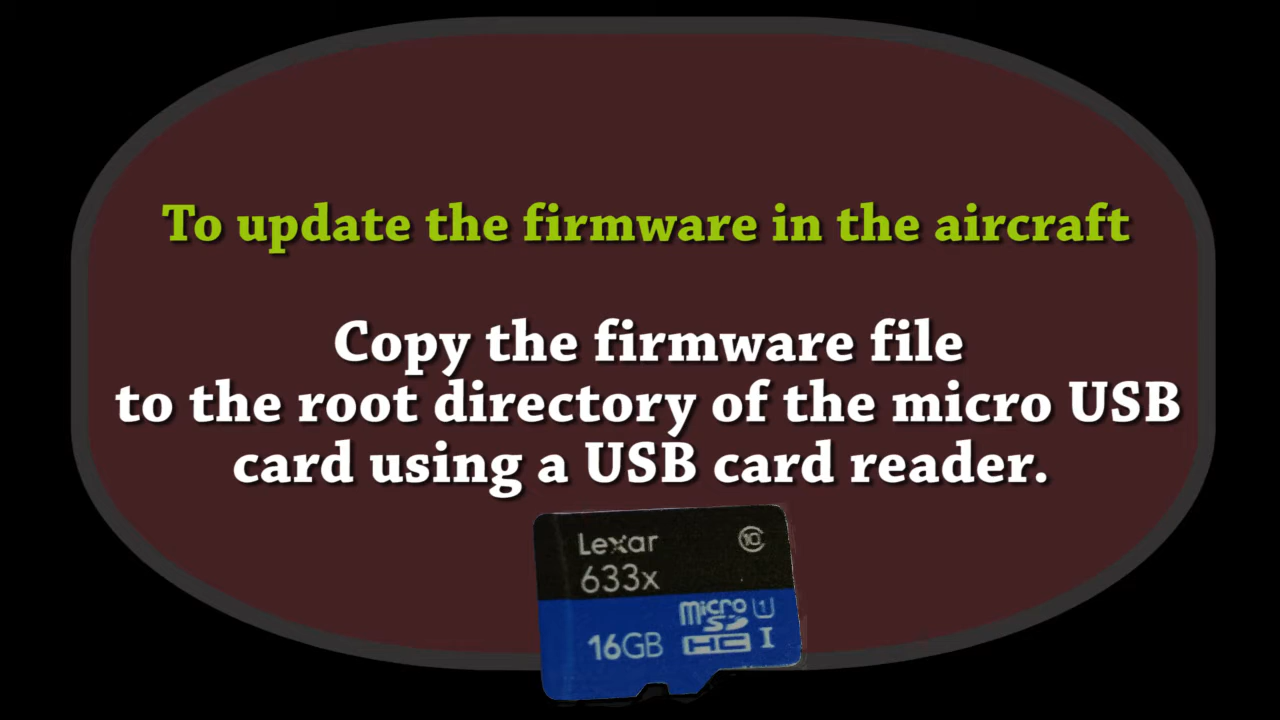 To update the firmware in the aircraft
Copy the firmware file
to the root directory of the micro USB
card using a USB card reader.
Lexar
10
633x
micro
SD
1
16GB
HC I